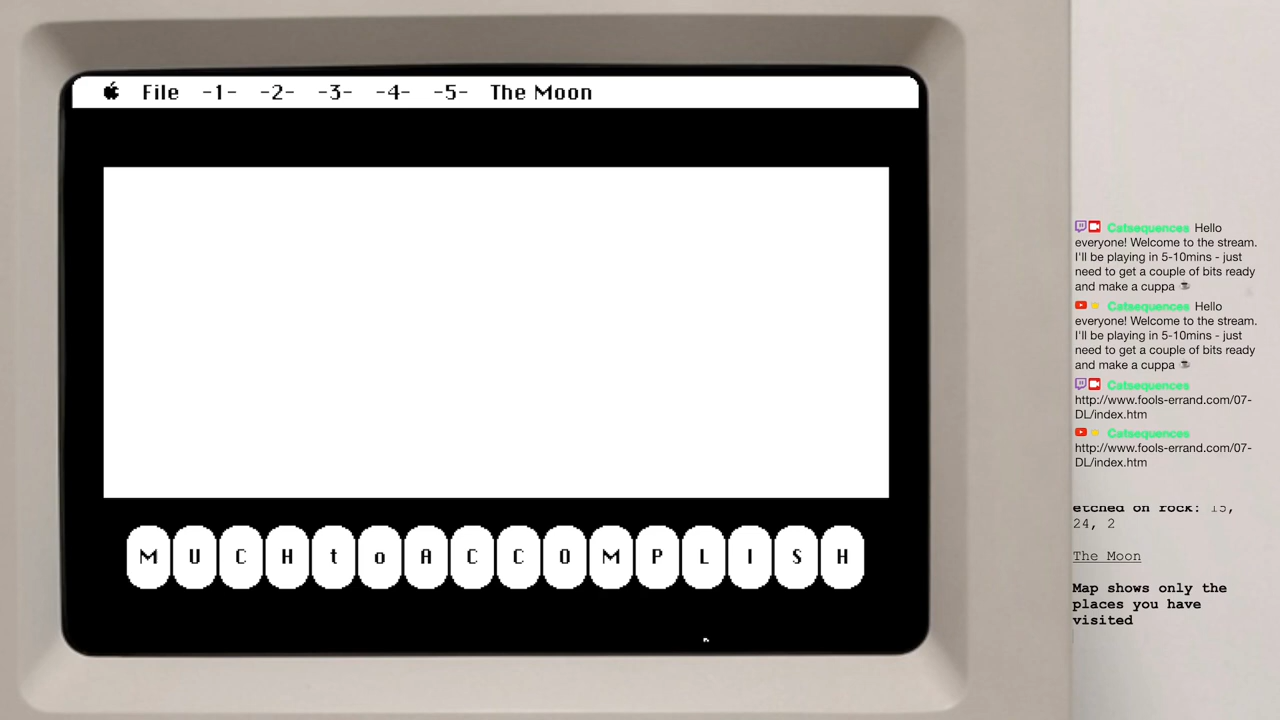 File -1- -2- -3- -4- -5- The Moon
M U C H t o A C C O M P L I S H
Catsequences Hello
everyone! Welcome to the stream.
I'll be playing in 5-10mins - just
need to get a couple of bits ready
and make a cuppa
Catsequences Hello
everyone! Welcome to the stream.
I'll be playing in 5-10mins - just
need to get a couple of bits ready
and make a cuppa
Catsequences
http://www.fools-errand.com/07-
DL/index.htm
Catsequences
http://www.fools-errand.com/07-
DL/index.htm
etched on rock: 15,
24, 2
The Moon
Map shows only the
places you have
visited